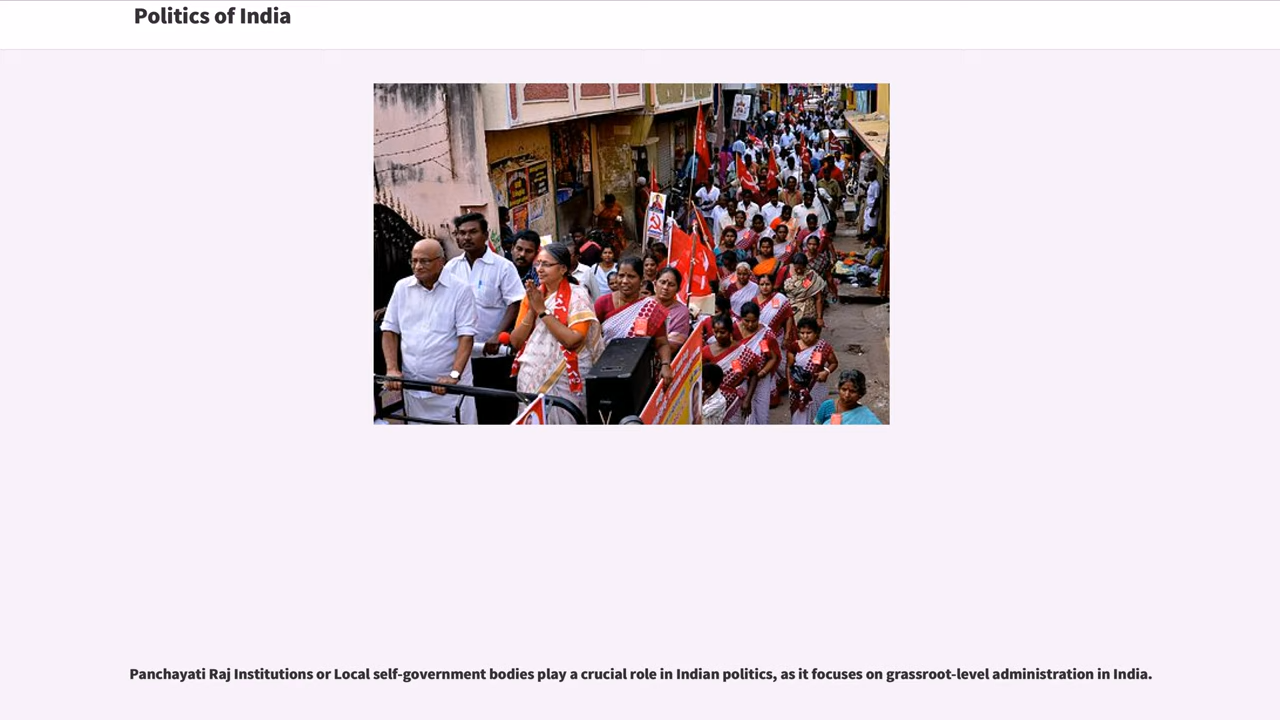 Politics of India
Panchayati Raj Institutions or Local self-government bodies play a crucial role in Indian politics, as it focuses on grassroot-level administration in India.